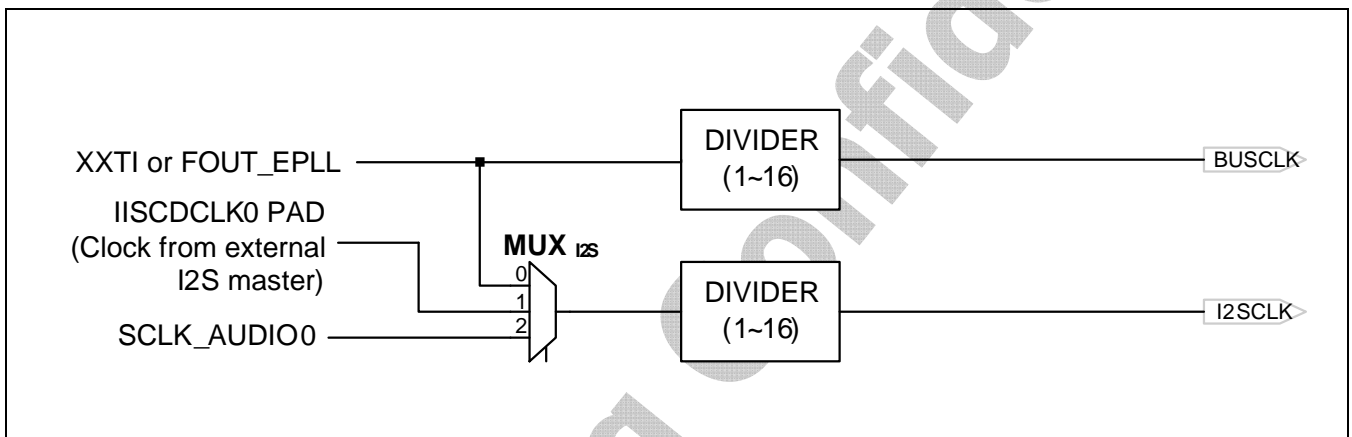 XXTI or FOUT_EPLL
IISCDCLK0 PAD
(Clock from external
I2S master)
SCLK_AUDIO0
MUX I2S
0
1
2
DIVIDER
(1~16)
BUSCLK
DIVIDER
(1~16)
I2SCLK